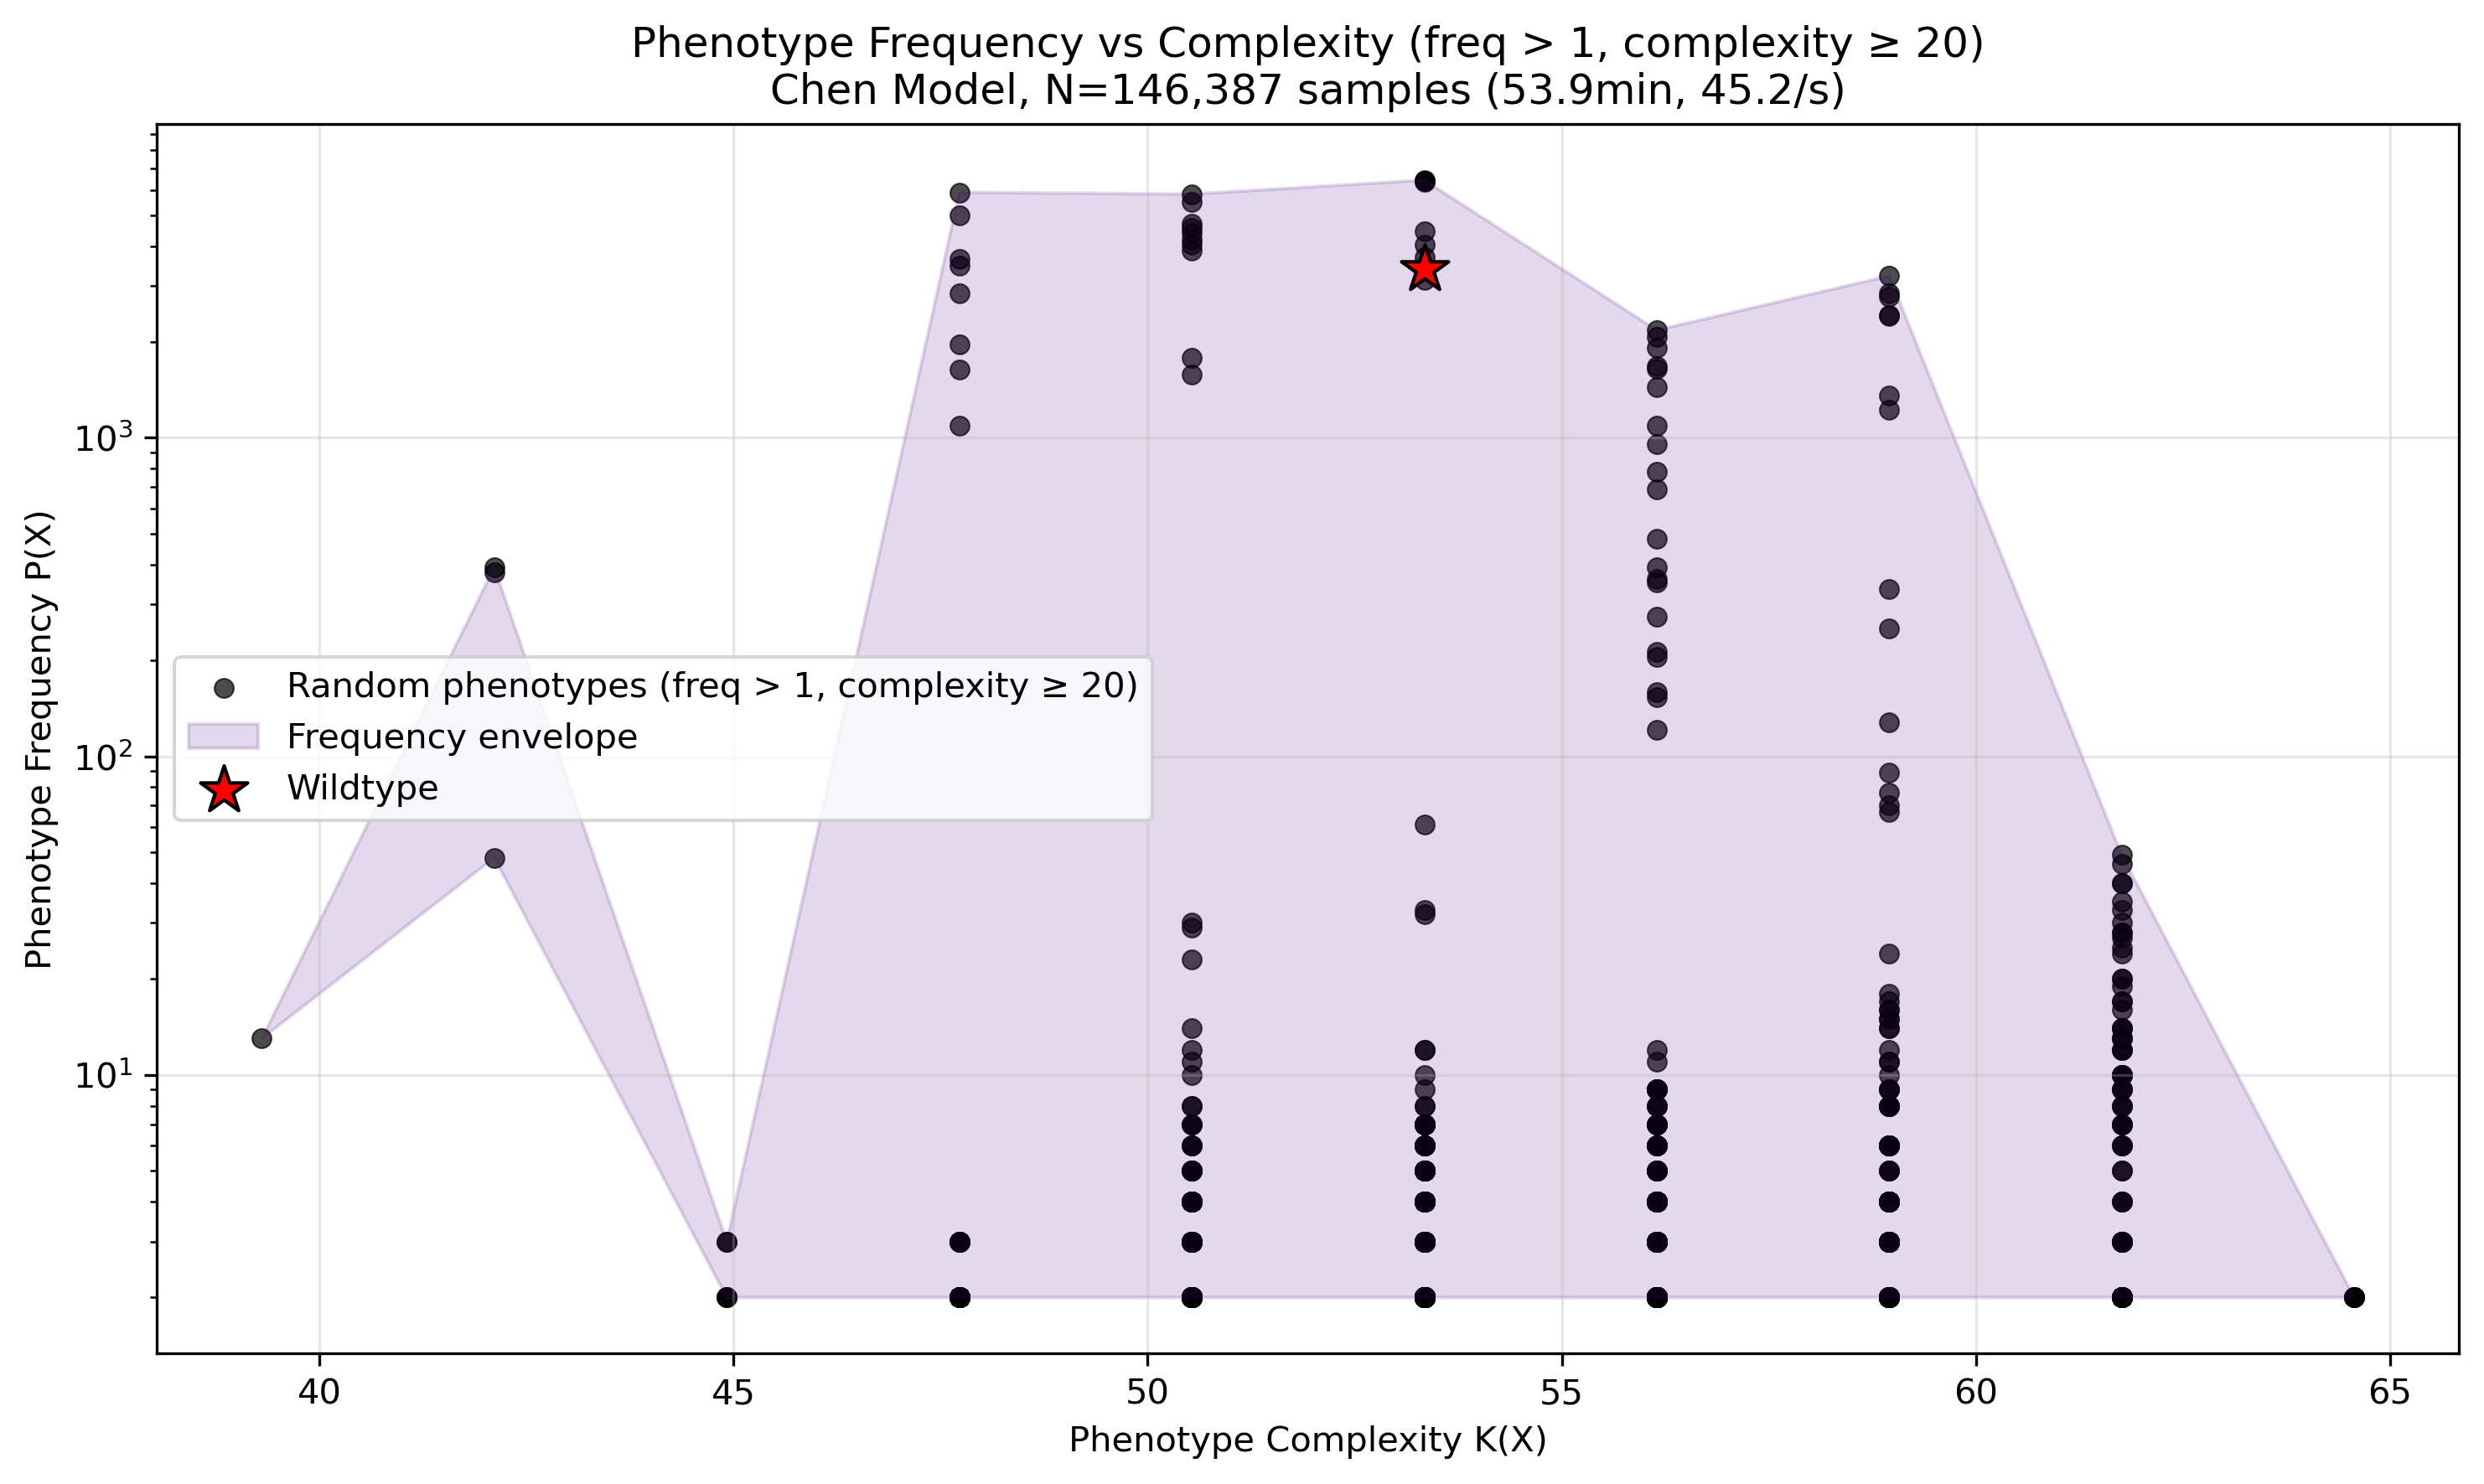 Phenotype Frequency vs Complexity (freq > 1, complexity ≥ 20)
Chen Model, N=146,387 samples (53.9min, 45.2/s)
Phenotype Frequency P(X)
10³
10²
10¹
Random phenotypes (freq > 1, complexity ≥ 20)
Frequency envelope
Wildtype
40 45 50 55 60 65
Phenotype Complexity K(X)